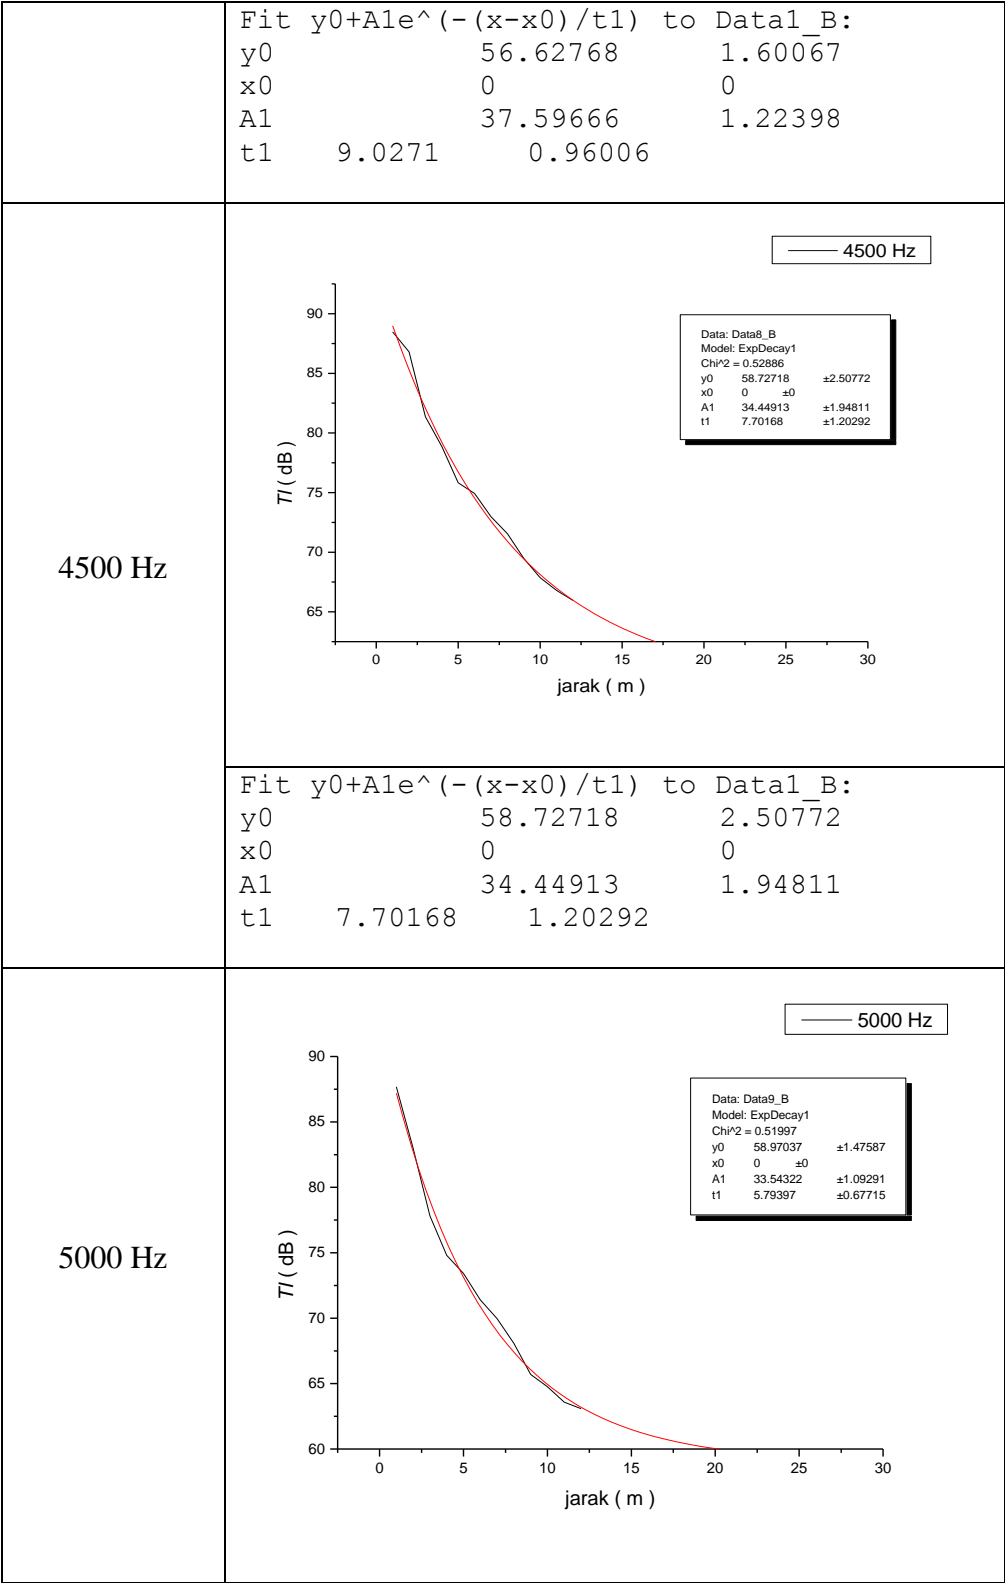 Fit y0+A1e^(-(x-x0)/t1) to Data1_B:
y0 56.62768 1.60067
x0 0 0
A1 37.59666 1.22398
t1 9.0271 0.96006
4500 Hz
4500 Hz
Data: Data8_B
Model: ExpDecay1
Chi^2 = 0.52886
y0 58.72718 ±2.50772
x0 0 ±0
A1 34.44913 ±1.94811
t1 7.70168 ±1.20292
90
85
80
75
70
65
TI ( dB )
0 5 10 15 20 25 30
jarak ( m )
Fit y0+A1e^(-(x-x0)/t1) to Data1_B:
y0 58.72718 2.50772
x0 0 0
A1 34.44913 1.94811
t1 7.70168 1.20292
5000 Hz
5000 Hz
Data: Data9_B
Model: ExpDecay1
Chi^2 = 0.51997
y0 58.97037 ±1.47587
x0 0 ±0
A1 33.54322 ±1.09291
t1 5.79397 ±0.67715
90
85
80
75
70
65
60
TI ( dB )
0 5 10 15 20 25 30
jarak ( m )